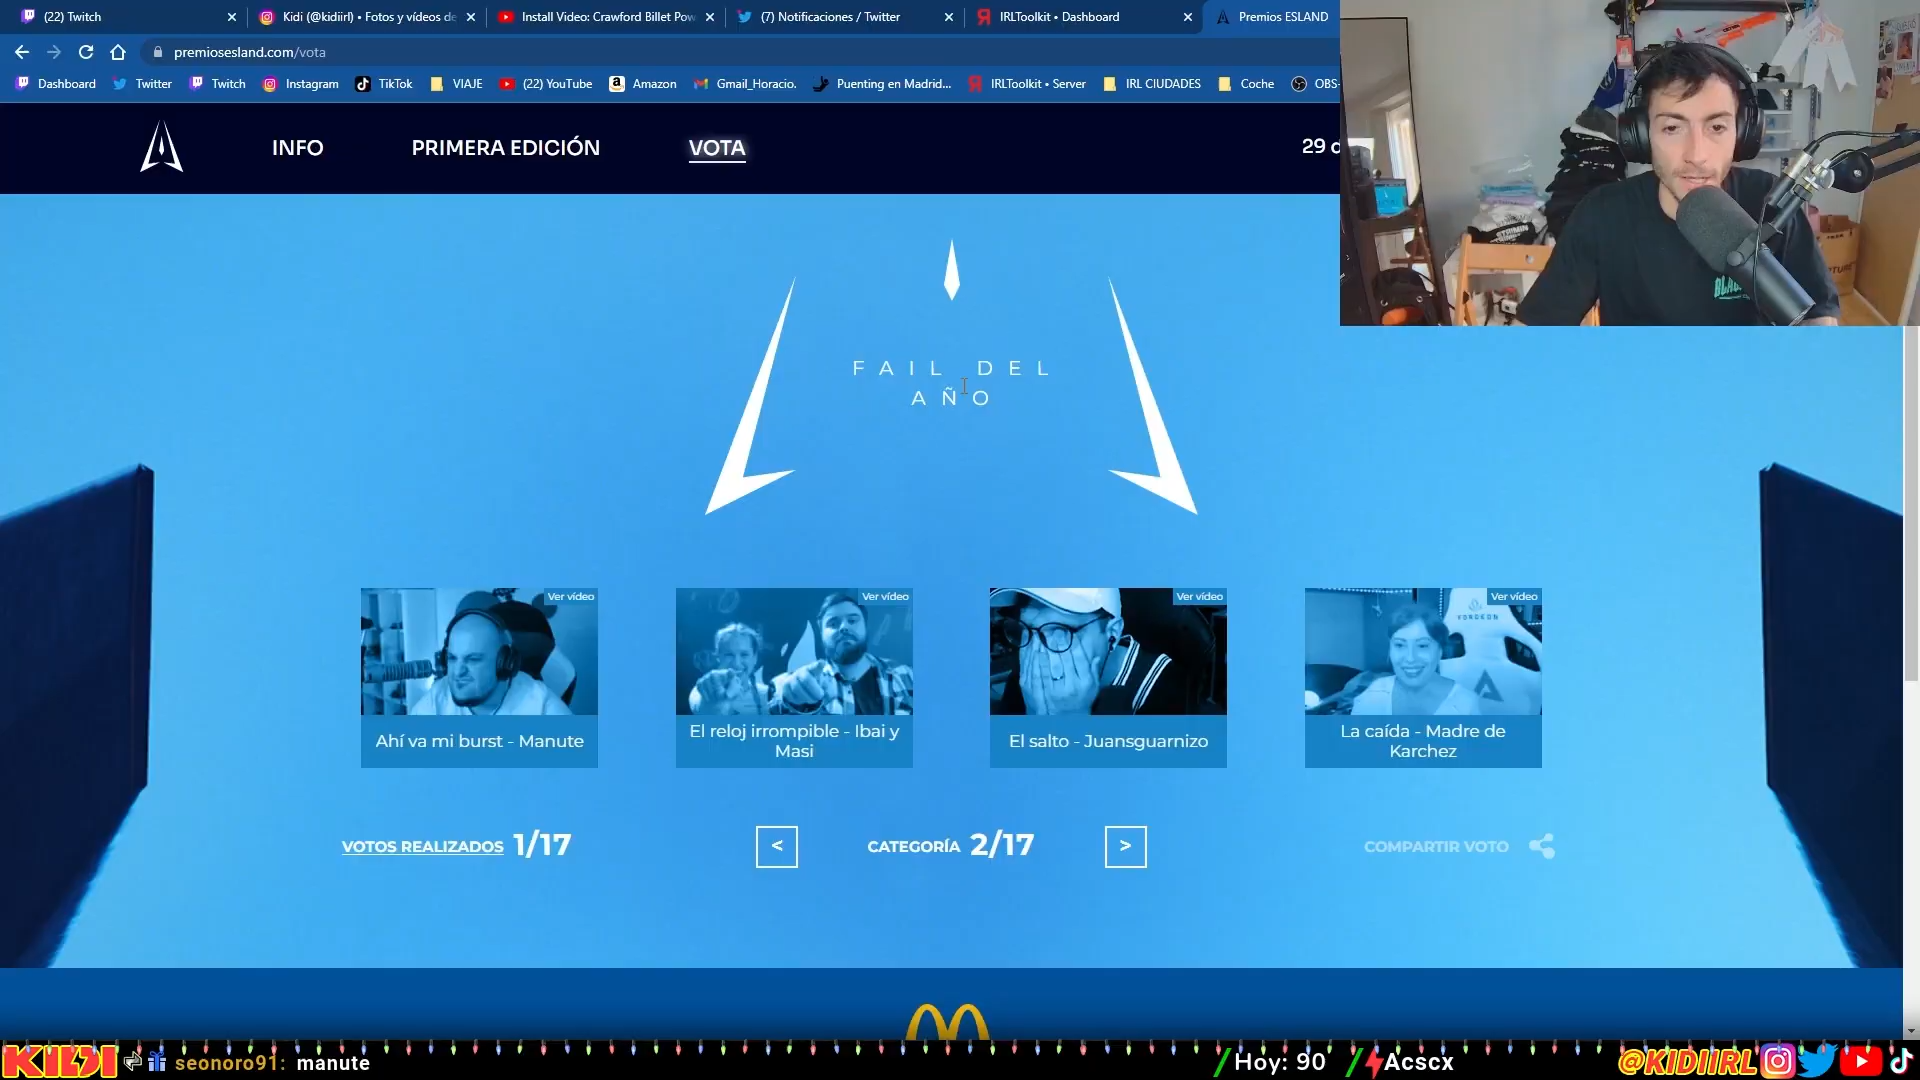 (22) Twitch
Kidi (@kidiirl) • Fotos y vídeos de
Install Video: Crawford Billet Pow
(7) Notificaciones / Twitter
IRLToolkit • Dashboard
Premios ESLAND
premiosesland.com/vota
Dashboard
Twitter
Twitch
Instagram
TikTok
VIAJE
(22) YouTube
Amazon
Gmail_Horacio.
Puenting en Madrid...
IRLToolkit • Server
IRL CIUDADES
Coche
OBS-
INFO
PRIMERA EDICIÓN
VOTA
29 d
FAIL DEL
AÑO
Ver vídeo
Ahí va mi burst - Manute
Ver vídeo
El reloj irrompible - Ibai y
Masi
Ver vídeo
El salto - Juansguarnizo
Ver vídeo
La caída - Madre de
Karchez
VOTOS REALIZADOS 1/17
<
CATEGORÍA 2/17
>
COMPARTIR VOTO
KIDI
seonoro91: manute
/ Hoy: 90
/ Acscx
@KIDIIRL